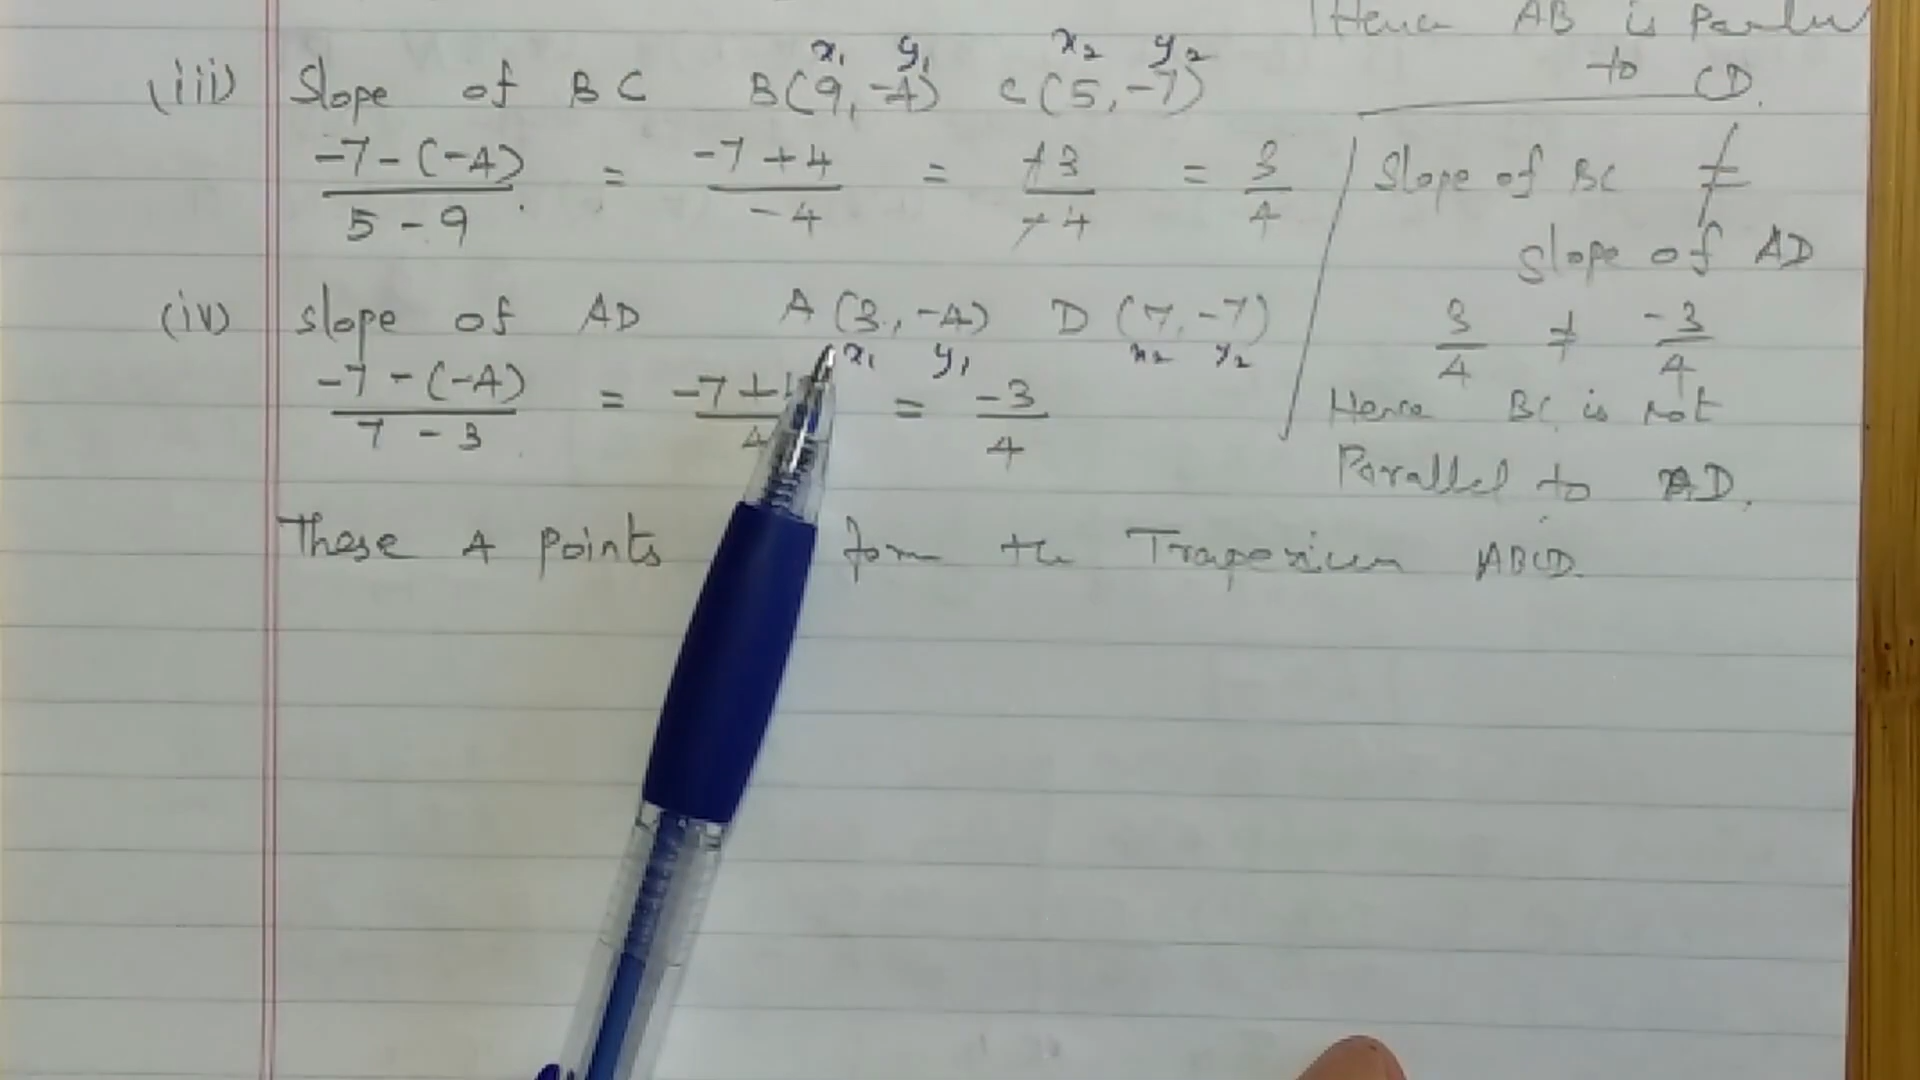 Hence AB is Parallel
to CD.
(iii) Slope of BC B(9,-4) C(5,-7)
x₁ y₁ x₂ y₂
-7-(-4) / 5-9 = -7+4 / -4 = -3 / -4 = 3/4
Slope of BC ≠
Slope of AD
3/4 ≠ -3/4
Hence BC is not
Parallel to AD.
(iv) slope of AD A(3,-4) D(7,-7)
x₁ y₁ x₂ y₂
-7-(-4) / 7-3 = -7+4 / 4 = -3/4
These 4 points form the Trapezium ABCD.